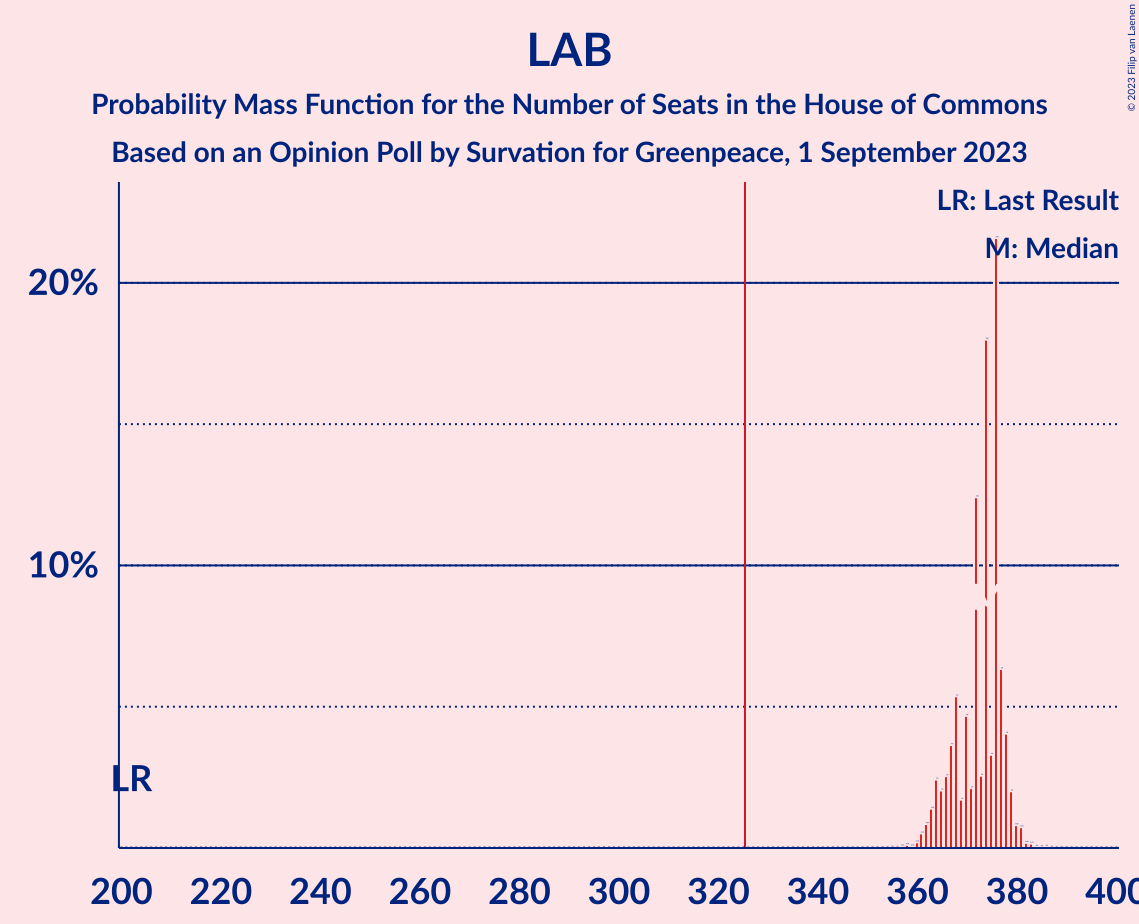 LAB
Probability Mass Function for the Number of Seats in the House of Commons
Based on an Opinion Poll by Survation for Greenpeace, 1 September 2023
© 2023 Filip van Laenen
LR: Last Result
M: Median
20%
10%
LR
200 220 240 260 280 300 320 340 360 380 400